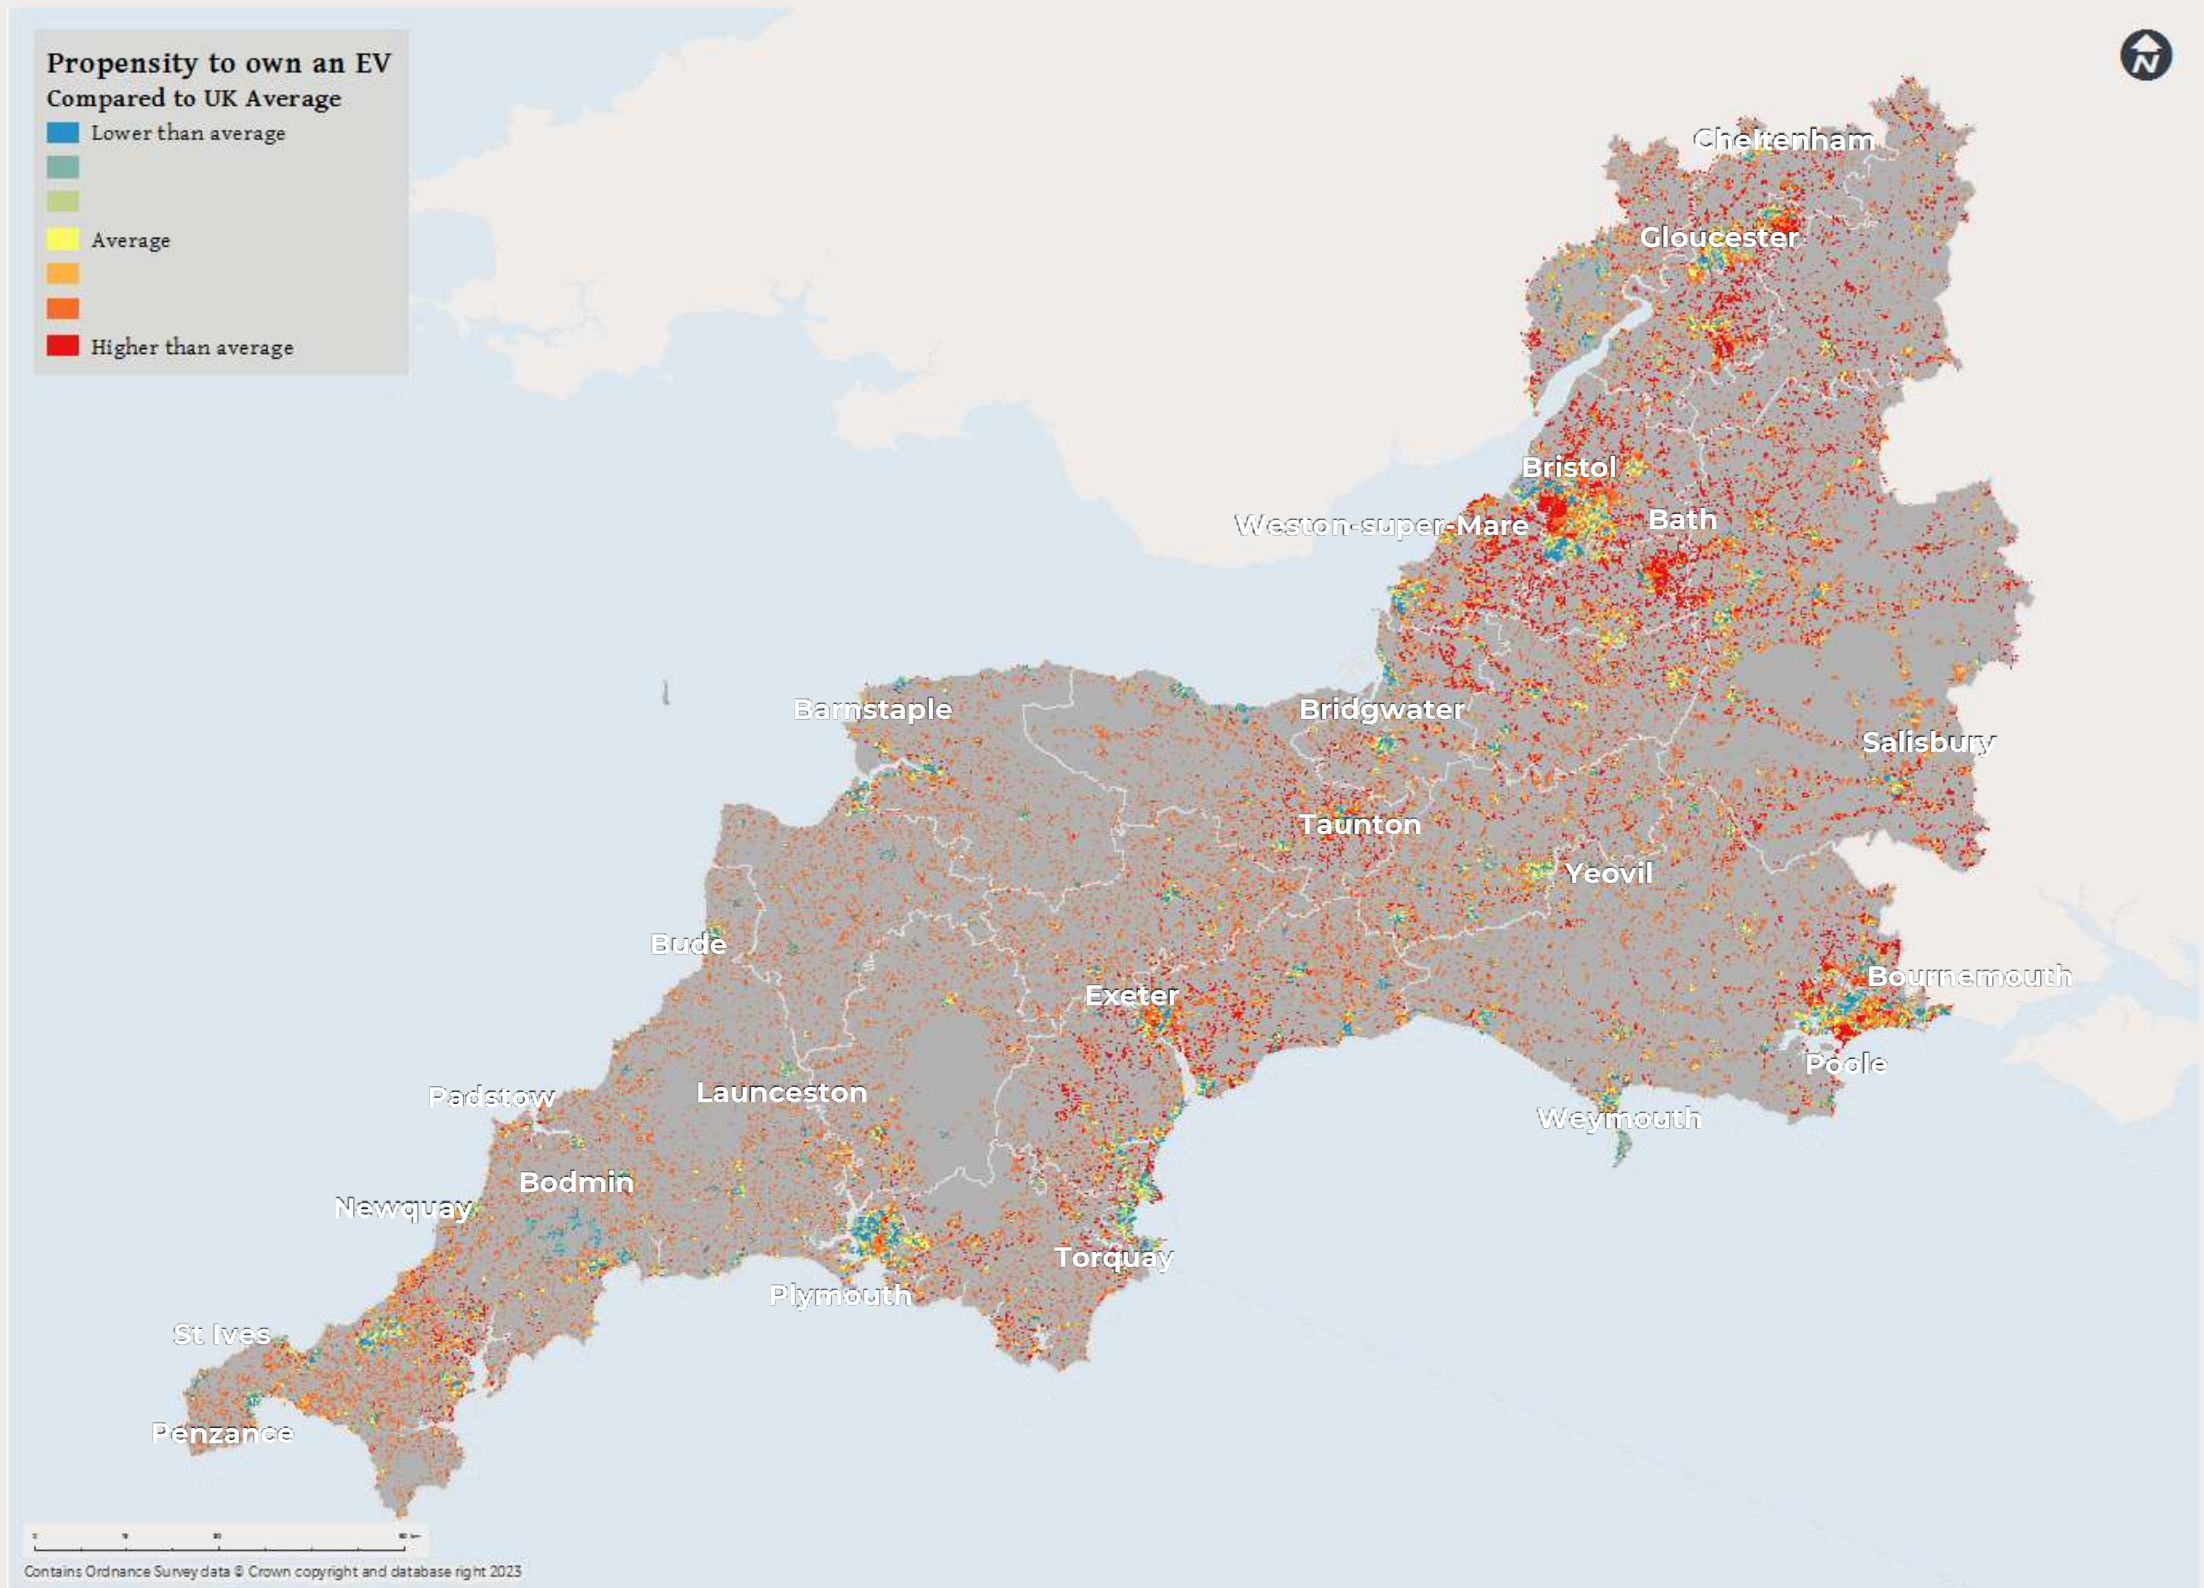 Propensity to own an EV
Compared to UK Average
Lower than average
Average
Higher than average
N
Cheltenham
Gloucester
Bristol
Weston-super-Mare
Bath
Barnstaple
Bridgwater
Salisbury
Taunton
Yeovil
Bude
Exeter
Bournemouth
Poole
Padstow
Launceston
Weymouth
Bodmin
Newquay
Torquay
Plymouth
St Ives
Penzance
Contains Ordnance Survey data © Crown copyright and database right 2023